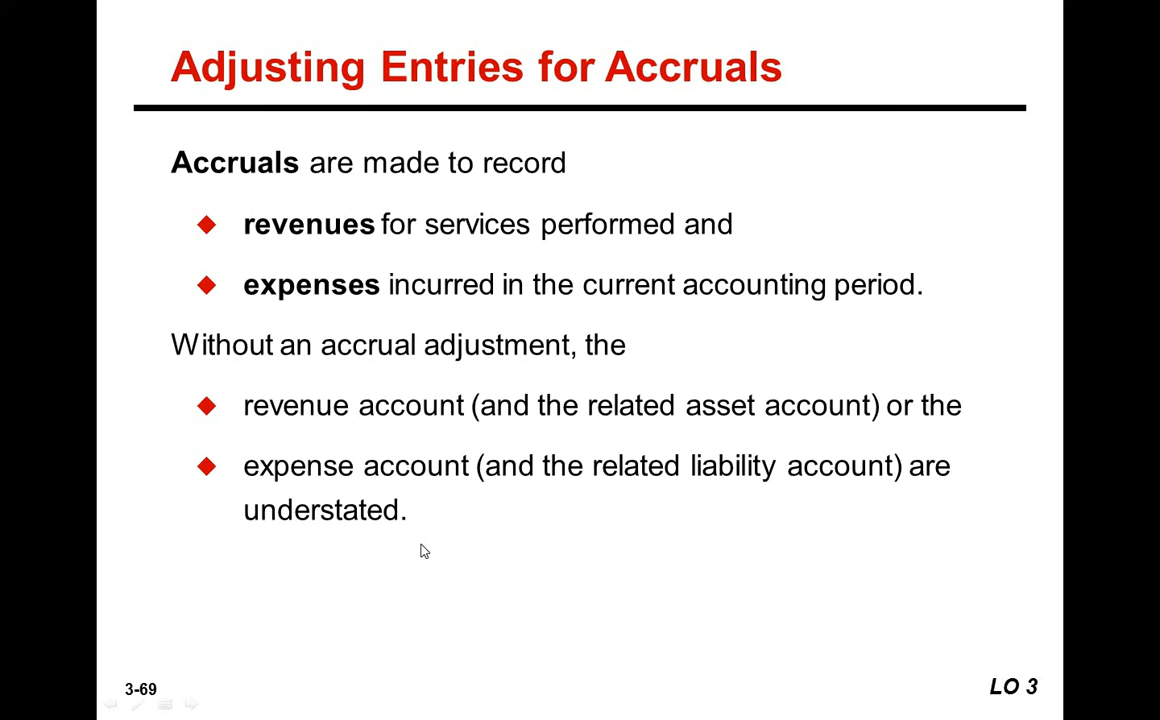 Adjusting Entries for Accruals
Accruals are made to record
revenues for services performed and
expenses incurred in the current accounting period.
Without an accrual adjustment, the
revenue account (and the related asset account) or the
expense account (and the related liability account) are
understated.
3-69
LO 3